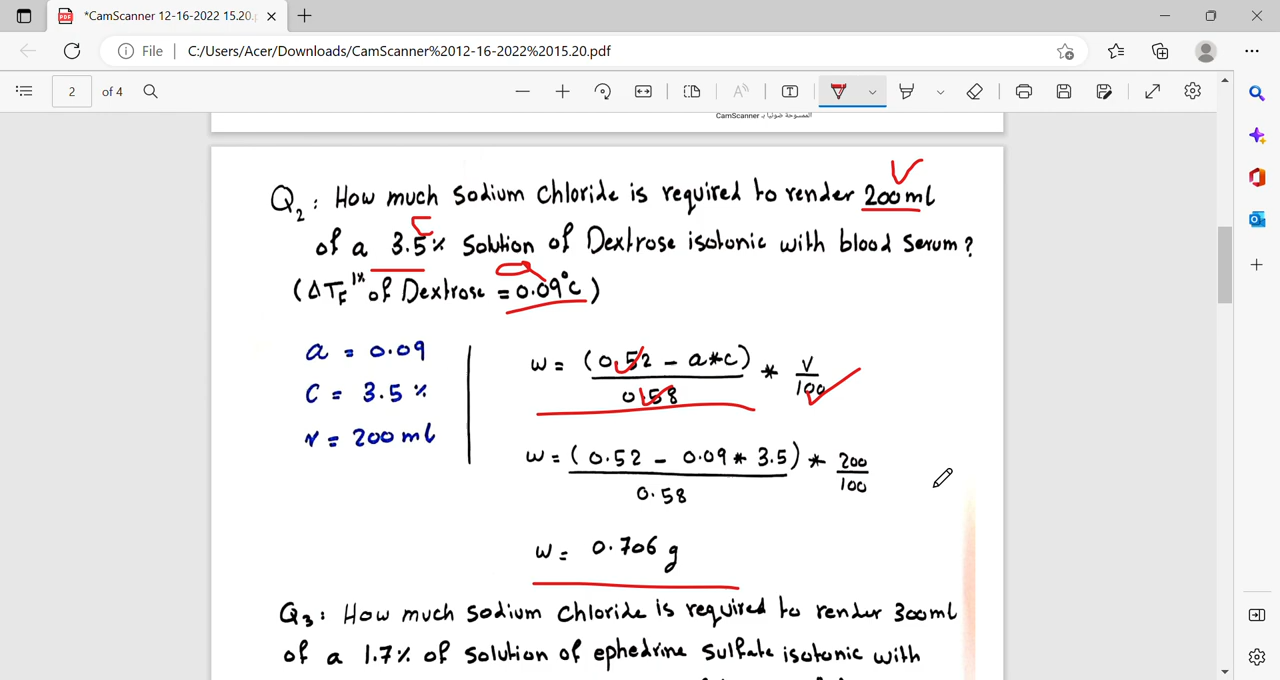 *CamScanner 12-16-2022 15.20.p
File
C:/Users/Acer/Downloads/CamScanner%2012-16-2022%2015.20.pdf
2 of 4
الممسوحة ضوئيا بـ CamScanner
Q2: How much sodium chloride is required to render 200ml
of a 3.5% Solution of Dextrose isotonic with blood serum?
(ΔTf 1% of Dextrose = 0.09°C)
a = 0.09
C = 3.5 %
v = 200 ml
w = (0.52 - a*c) / 0.58 * v/100
w = (0.52 - 0.09 * 3.5) / 0.58 * 200/100
w = 0.706 g
Q3: How much sodium chloride is required to render 300ml
of a 1.7% of solution of ephedrine sulfate isotonic with